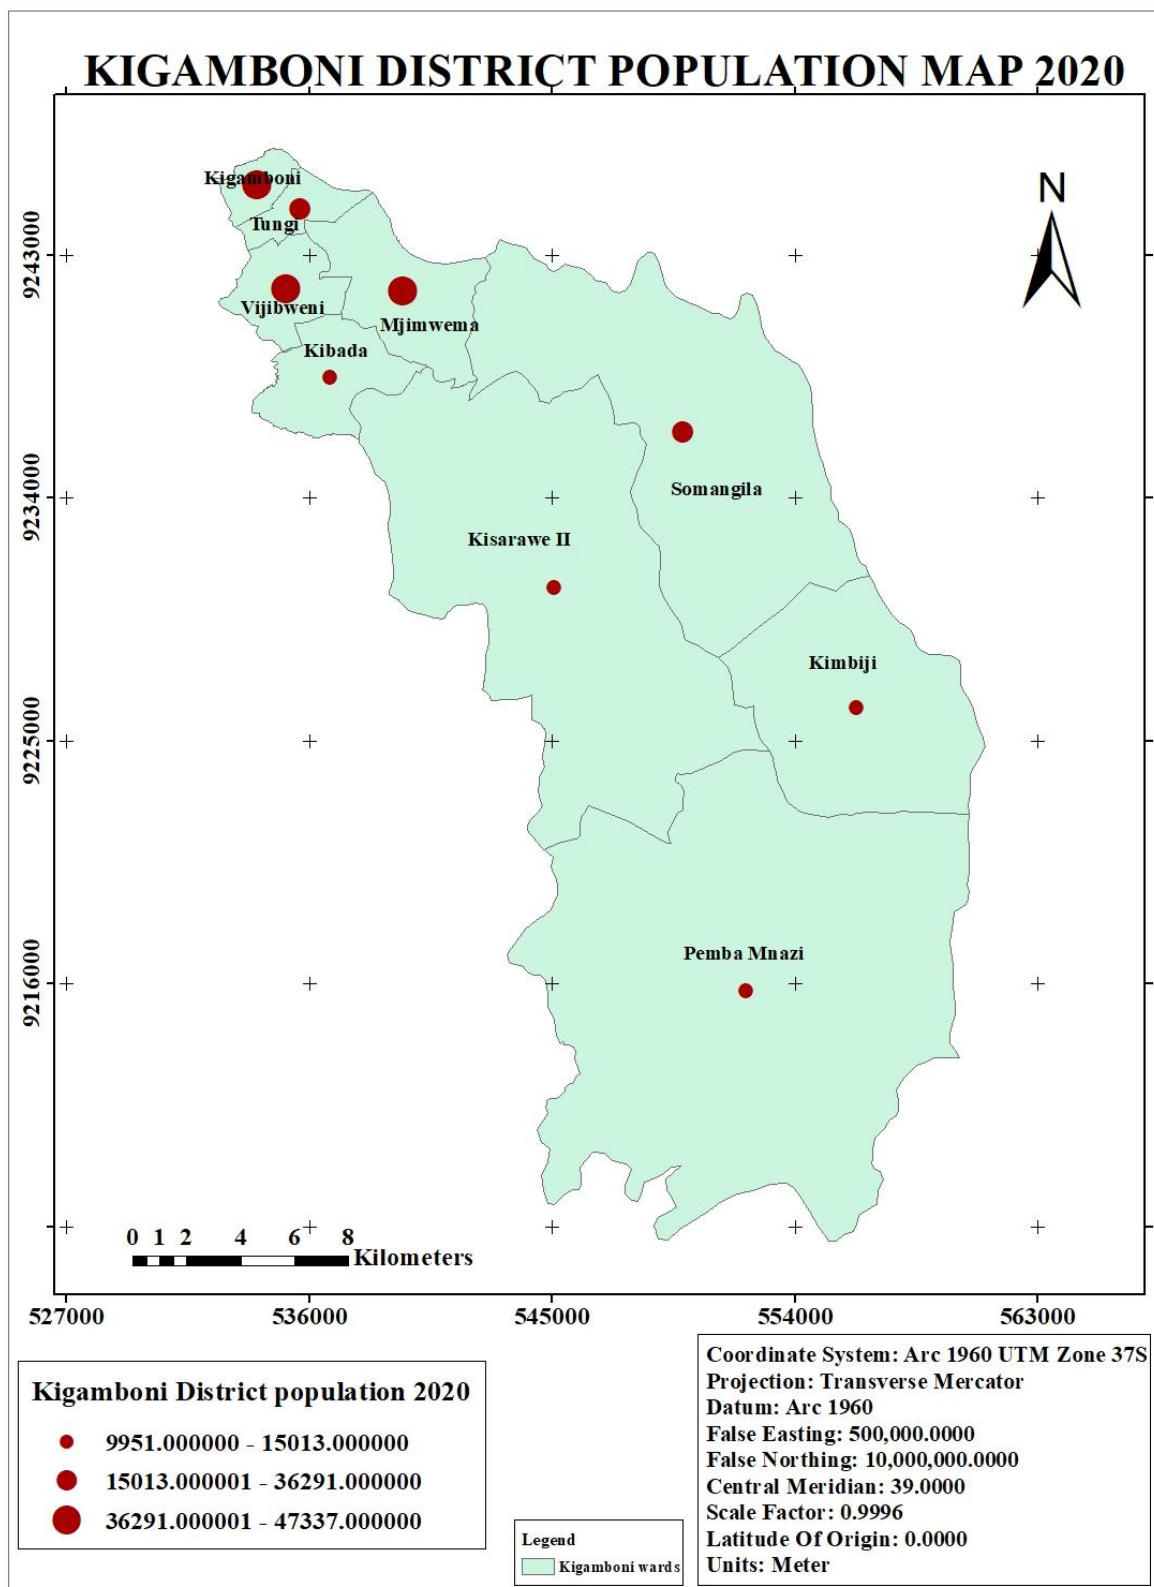 KIGAMBONI DISTRICT POPULATION MAP 2020
N
Kigamboni
Tungi
9243000
Vijibweni
Mjimwema
Kibada
Somangila
9234000
Kisarawe II
Kimbiji
9225000
Pemba Mnazi
9216000
0 1 2 4 6 8
Kilometers
527000 536000 545000 554000 563000
Kigamboni District population 2020
9951.000000 - 15013.000000
15013.000001 - 36291.000000
36291.000001 - 47337.000000
Legend
Kigamboni wards
Coordinate System: Arc 1960 UTM Zone 37S
Projection: Transverse Mercator
Datum: Arc 1960
False Easting: 500,000.0000
False Northing: 10,000,000.0000
Central Meridian: 39.0000
Scale Factor: 0.9996
Latitude Of Origin: 0.0000
Units: Meter